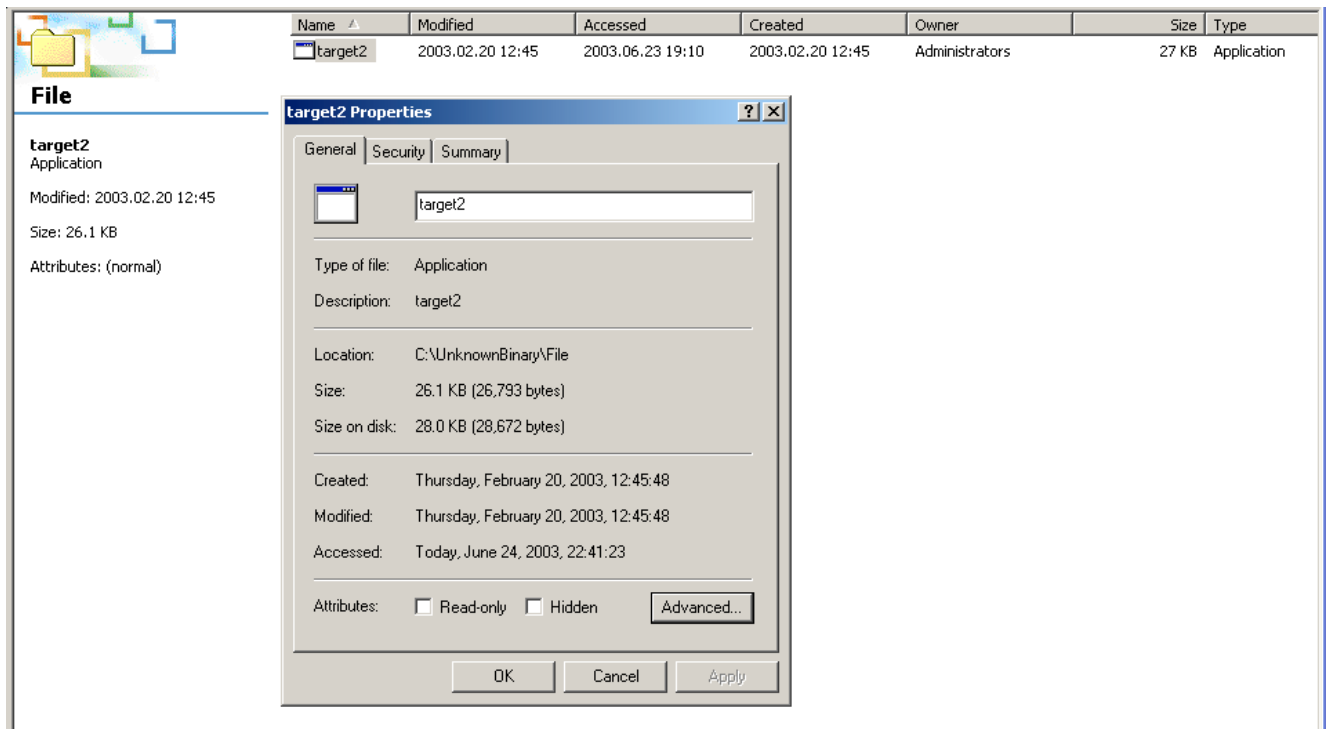 Name Modified Accessed Created Owner Size Type
target2 2003.02.20 12:45 2003.06.23 19:10 2003.02.20 12:45 Administrators 27 KB Application
File
target2
Application
Modified: 2003.02.20 12:45
Size: 26.1 KB
Attributes: (normal)
target2 Properties
General Security Summary
target2
Type of file: Application
Description: target2
Location: C:\UnknownBinary\File
Size: 26.1 KB (26,793 bytes)
Size on disk: 28.0 KB (28,672 bytes)
Created: Thursday, February 20, 2003, 12:45:48
Modified: Thursday, February 20, 2003, 12:45:48
Accessed: Today, June 24, 2003, 22:41:23
Attributes: Read-only Hidden Advanced...
OK Cancel Apply